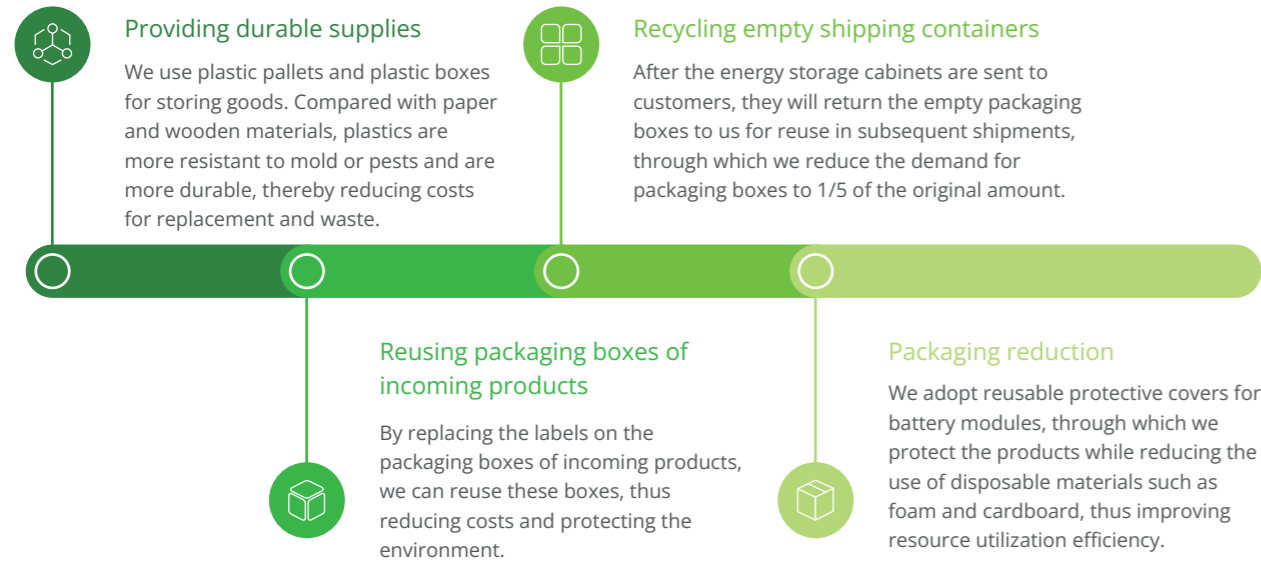 Providing durable supplies
We use plastic pallets and plastic boxes
for storing goods. Compared with paper
and wooden materials, plastics are
more resistant to mold or pests and are
more durable, thereby reducing costs
for replacement and waste.
Recycling empty shipping containers
After the energy storage cabinets are sent to
customers, they will return the empty packaging
boxes to us for reuse in subsequent shipments,
through which we reduce the demand for
packaging boxes to 1/5 of the original amount.
Reusing packaging boxes of
incoming products
By replacing the labels on the
packaging boxes of incoming products,
we can reuse these boxes, thus
reducing costs and protecting the
environment.
Packaging reduction
We adopt reusable protective covers for
battery modules, through which we
protect the products while reducing the
use of disposable materials such as
foam and cardboard, thus improving
resource utilization efficiency.